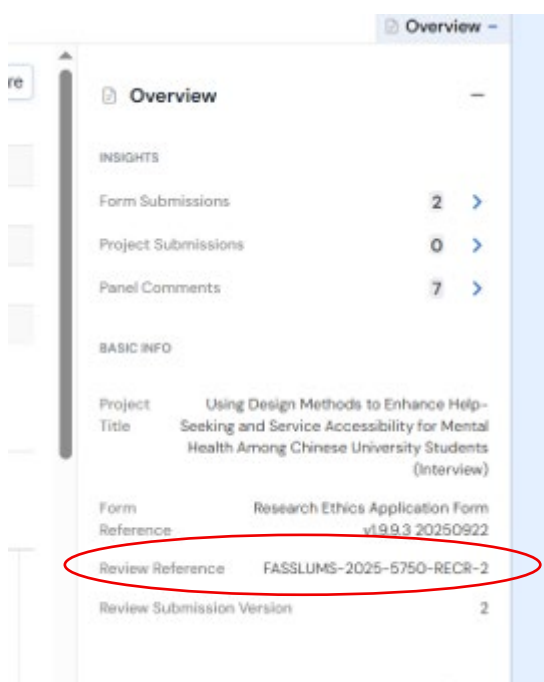 Overview –
re
Overview –
INSIGHTS
Form Submissions 2 >
Project Submissions 0 >
Panel Comments 7 >
BASIC INFO
Project Using Design Methods to Enhance Help-
Title Seeking and Service Accessibility for Mental
Health Among Chinese University Students
(Interview)
Form Research Ethics Application Form
Reference v1.9.9.3 20250922
Review Reference FASSLUMS-2025-5750-RECR-2
Review Submission Version 2